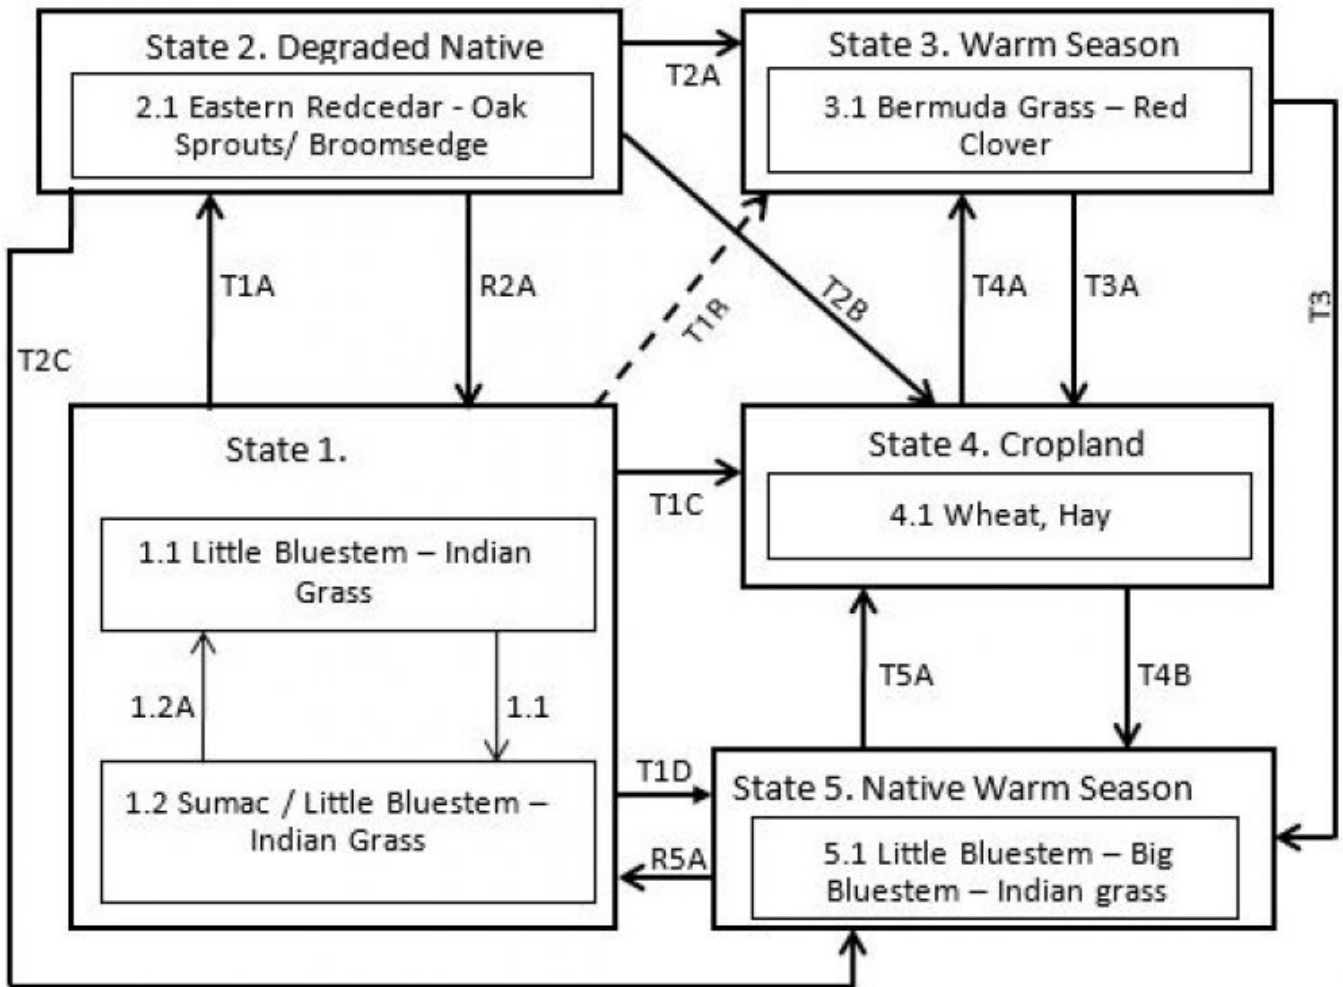 State 2. Degraded Native
2.1 Eastern Redcedar - Oak
Sprouts/ Broomsedge
T2A
State 3. Warm Season
3.1 Bermuda Grass – Red
Clover
T1A
R2A
T1B
T2B
T4A
T3A
T3
T2C
State 1.
T1C
State 4. Cropland
4.1 Wheat, Hay
1.1 Little Bluestem – Indian
Grass
1.2A
1.1
T5A
T4B
1.2 Sumac / Little Bluestem –
Indian Grass
T1D
R5A
State 5. Native Warm Season
5.1 Little Bluestem – Big
Bluestem – Indian grass